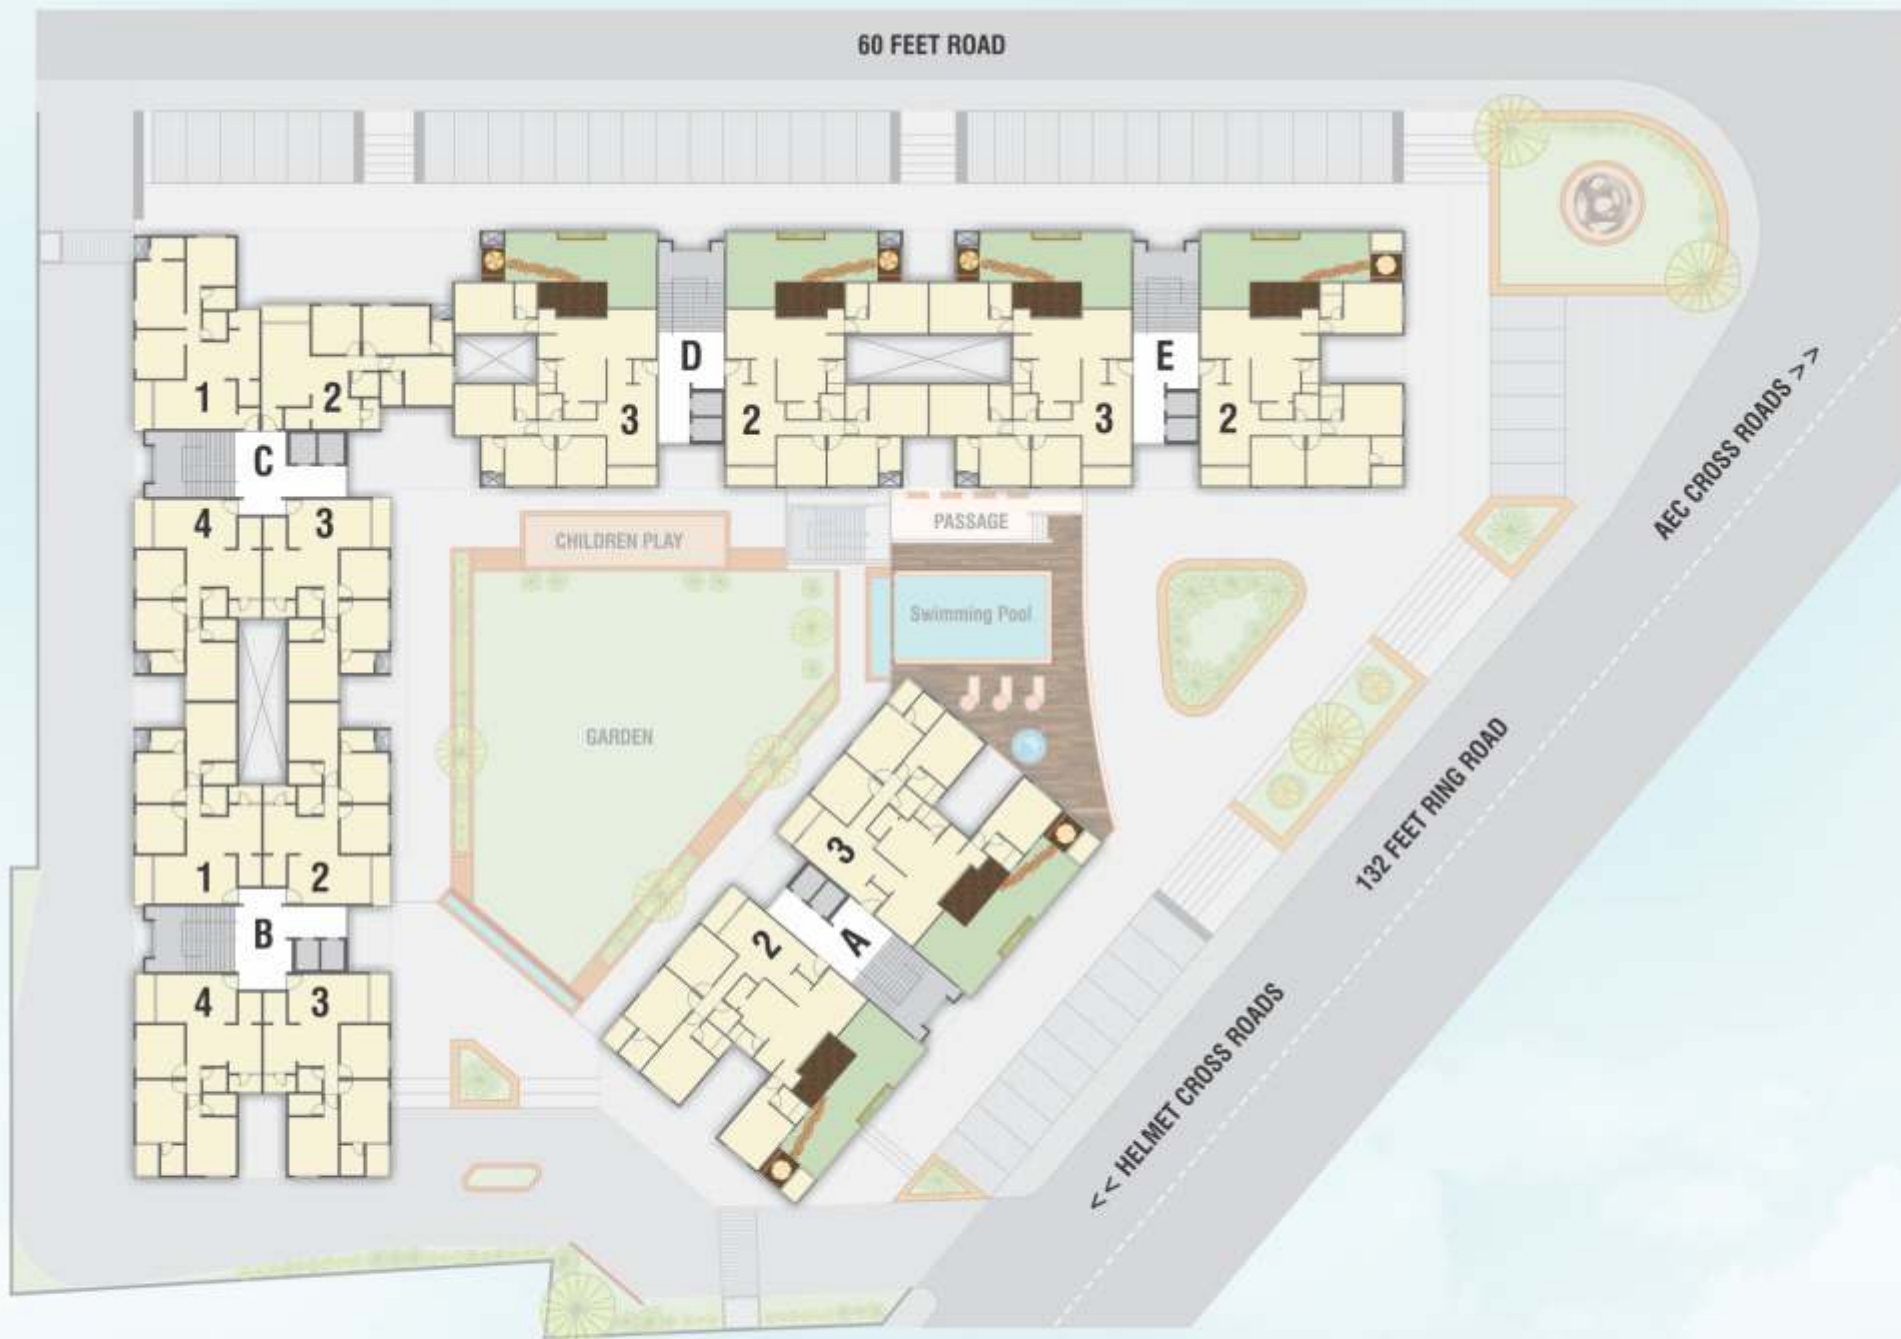 60 FEET ROAD
D
E
1
2
3
2
3
2
C
4
3
PASSAGE
CHILDREN PLAY
Swimming Pool
GARDEN
AEC CROSS ROADS >>
132 FEET RING ROAD
<< HELMET CROSS ROADS
3
1
2
B
A
2
4
3